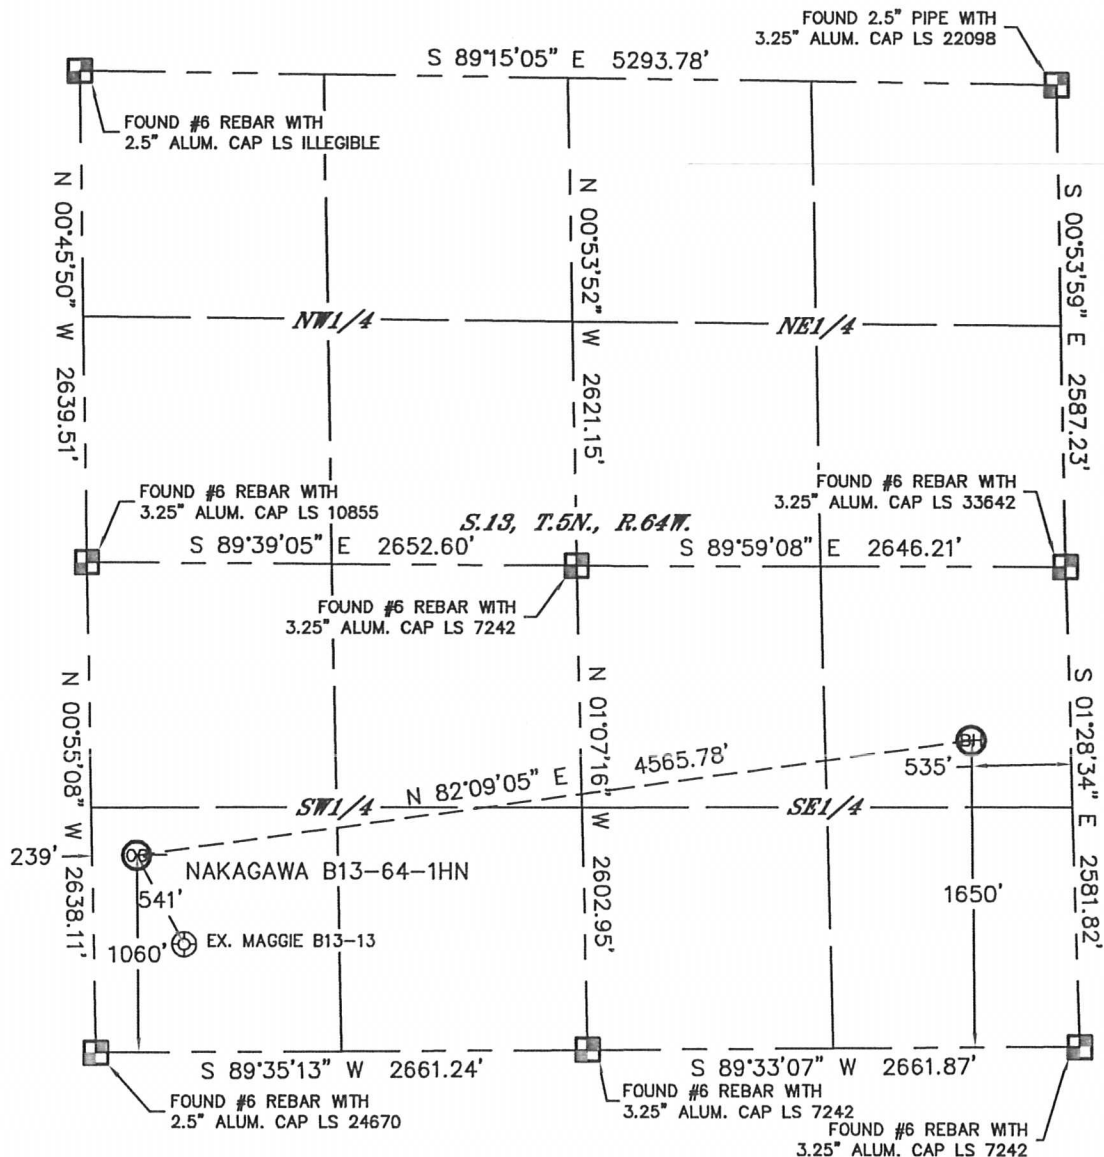 FOUND 2.5" PIPE WITH
3.25" ALUM. CAP LS 22098
S 89°15'05" E 5293.78'
FOUND #6 REBAR WITH
2.5" ALUM. CAP LS ILLEGIBLE
N 00°45'50" W 2639.51'
N 00°53'52" W 2621.15'
S 00°53'59" E 2587.23'
NW1/4
NE1/4
FOUND #6 REBAR WITH
3.25" ALUM. CAP LS 10855
FOUND #6 REBAR WITH
3.25" ALUM. CAP LS 33642
S.13, T.5N., R.64W.
S 89°39'05" E 2652.60'
S 89°59'08" E 2646.21'
FOUND #6 REBAR WITH
3.25" ALUM. CAP LS 7242
N 00°55'08" W 2638.11'
N 01°07'16" W 2602.95'
S 01°28'34" E 2581.82'
BH
535'
N 82°09'05" E 4565.78'
SW1/4
SE1/4
239'
NAKAGAWA B13-64-1HN
541'
1650'
EX. MAGGIE B13-13
1060'
S 89°35'13" W 2661.24'
S 89°33'07" W 2661.87'
FOUND #6 REBAR WITH
2.5" ALUM. CAP LS 24670
FOUND #6 REBAR WITH
3.25" ALUM. CAP LS 7242
FOUND #6 REBAR WITH
3.25" ALUM. CAP LS 7242